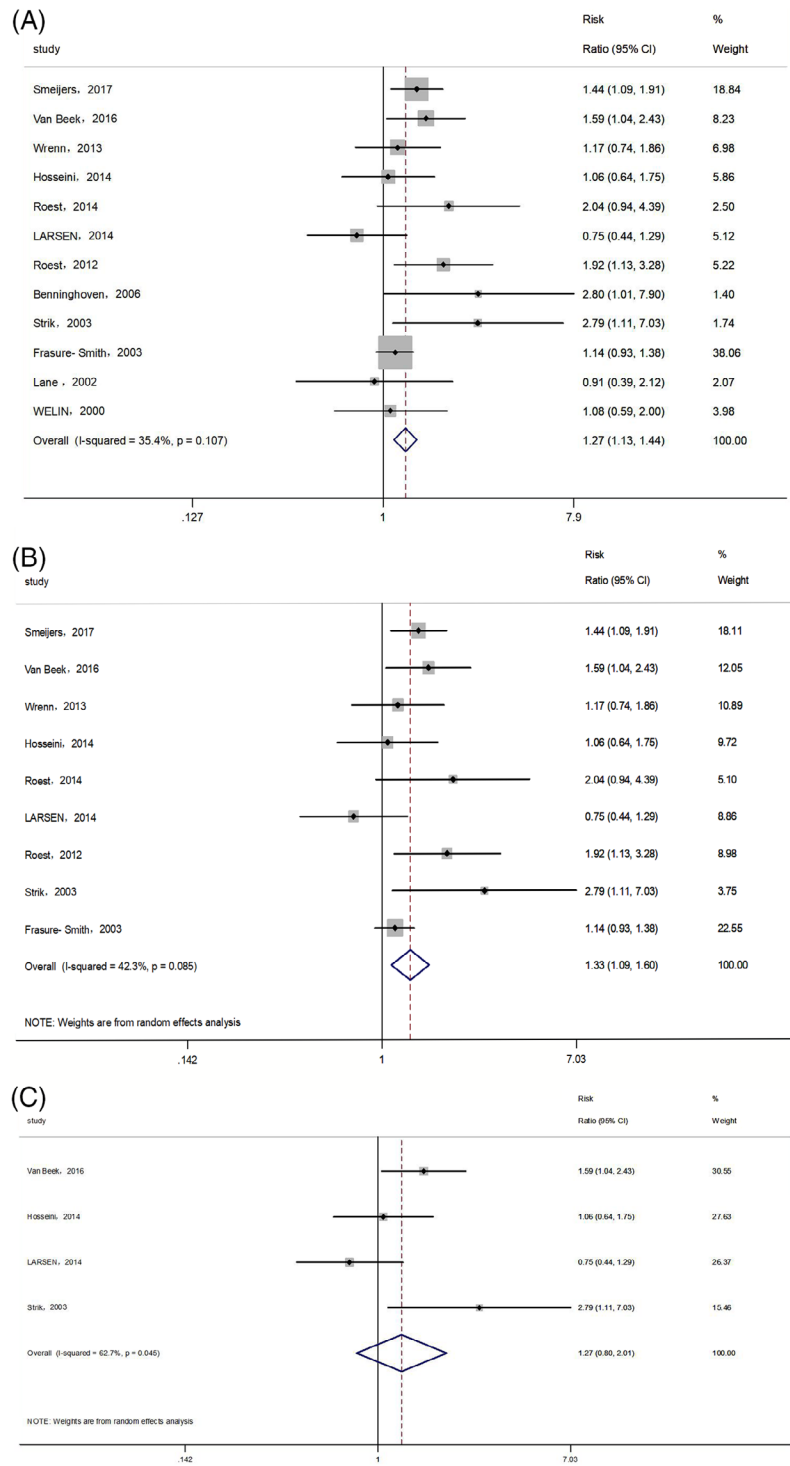 (A)
Risk %
study Ratio (95% CI) Weight
Smeijers, 2017 1.44 (1.09, 1.91) 18.84
Van Beek, 2016 1.59 (1.04, 2.43) 8.23
Wrenn, 2013 1.17 (0.74, 1.86) 6.98
Hosseini, 2014 1.06 (0.64, 1.75) 5.86
Roest, 2014 2.04 (0.94, 4.39) 2.50
LARSEN, 2014 0.75 (0.44, 1.29) 5.12
Roest, 2012 1.92 (1.13, 3.28) 5.22
Benninghoven, 2006 2.80 (1.01, 7.90) 1.40
Strik, 2003 2.79 (1.11, 7.03) 1.74
Frasure- Smith, 2003 1.14 (0.93, 1.38) 38.06
Lane , 2002 0.91 (0.39, 2.12) 2.07
WELIN, 2000 1.08 (0.59, 2.00) 3.98
Overall (I-squared = 35.4%, p = 0.107) 1.27 (1.13, 1.44) 100.00
.127 1 7.9
(B)
Risk %
study Ratio (95% CI) Weight
Smeijers, 2017 1.44 (1.09, 1.91) 18.11
Van Beek, 2016 1.59 (1.04, 2.43) 12.05
Wrenn, 2013 1.17 (0.74, 1.86) 10.89
Hosseini, 2014 1.06 (0.64, 1.75) 9.72
Roest, 2014 2.04 (0.94, 4.39) 5.10
LARSEN, 2014 0.75 (0.44, 1.29) 8.86
Roest, 2012 1.92 (1.13, 3.28) 8.98
Strik, 2003 2.79 (1.11, 7.03) 3.75
Frasure- Smith, 2003 1.14 (0.93, 1.38) 22.55
Overall (I-squared = 42.3%, p = 0.085) 1.33 (1.09, 1.60) 100.00
NOTE: Weights are from random effects analysis
.142 1 7.03
(C)
Risk %
study Ratio (95% CI) Weight
Van Beek, 2016 1.59 (1.04, 2.43) 30.55
Hosseini, 2014 1.06 (0.64, 1.75) 27.63
LARSEN, 2014 0.75 (0.44, 1.29) 26.37
Strik, 2003 2.79 (1.11, 7.03) 15.46
Overall (I-squared = 62.7%, p = 0.045) 1.27 (0.80, 2.01) 100.00
NOTE: Weights are from random effects analysis
.142 1 7.03